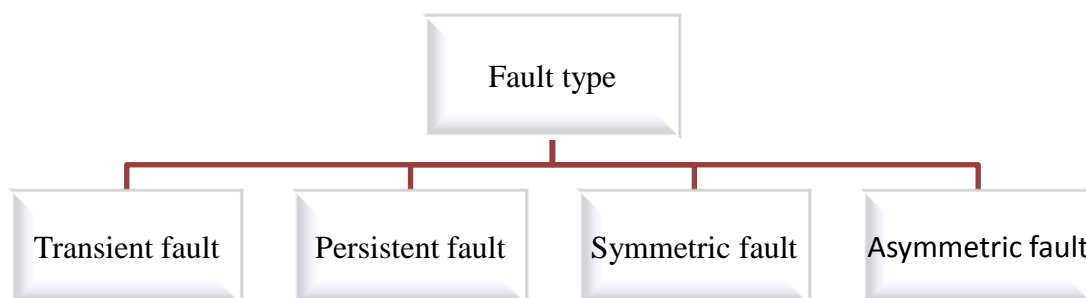 Fault type
Transient fault
Persistent fault
Symmetric fault
Asymmetric fault